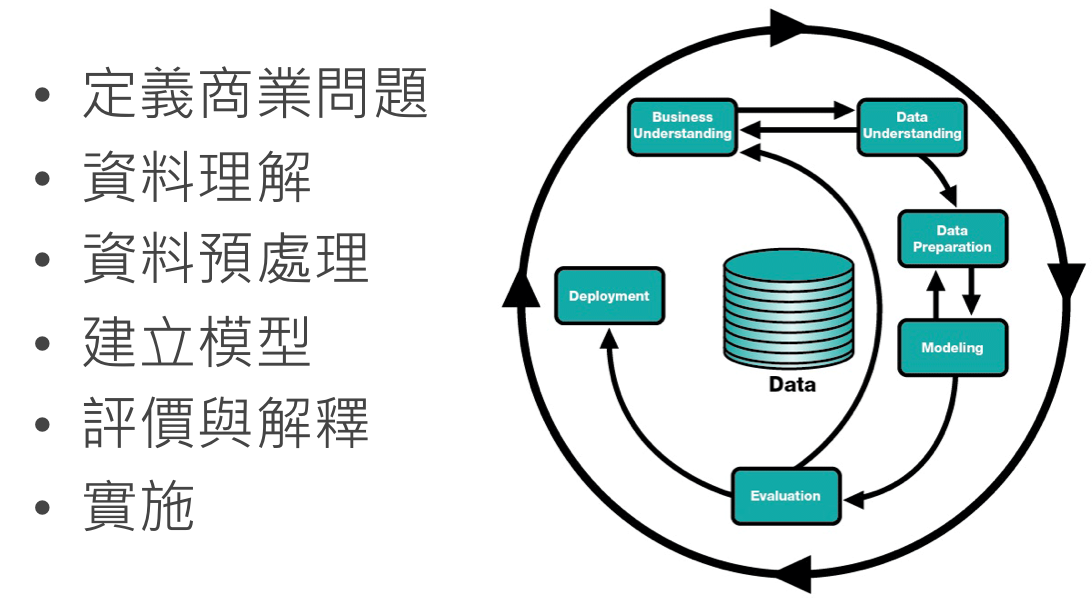 • 定義商業問題
• 資料理解
• 資料預處理
• 建立模型
• 評價與解釋
• 實施
Business
Understanding
Data
Understanding
Data
Preparation
Deployment
Modeling
Data
Evaluation